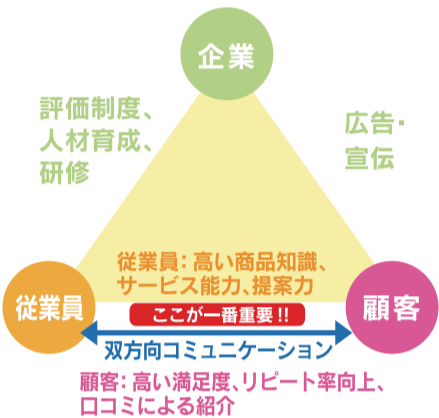 企業
評価制度、
人材育成、
研修
広告・
宣伝
従業員：高い商品知識、
サービス能力、提案力
従業員
ここが一番重要！！
顧客
双方向コミュニケーション
顧客：高い満足度、リピート率向上、
口コミによる紹介